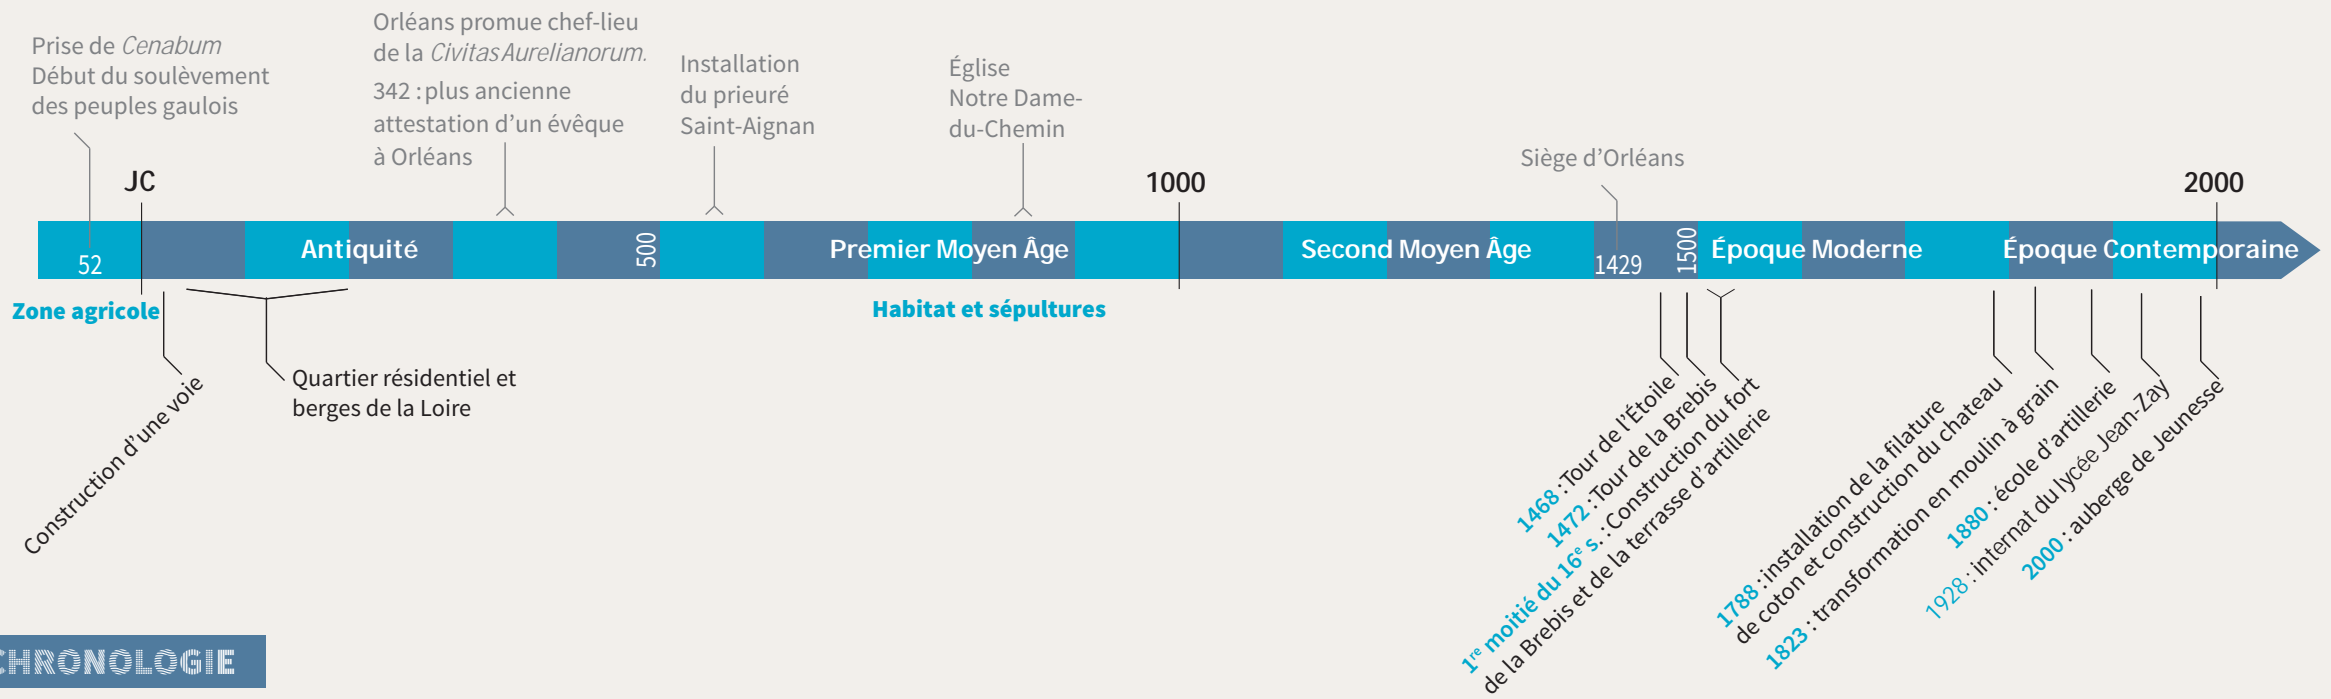 Prise de Cenabum
Début du soulèvement
des peuples gaulois
Orléans promue chef-lieu
de la Civitas Aurelianorum.
342 : plus ancienne
attestation d'un évêque
à Orléans
Installation
du prieuré
Saint-Aignan
Église
Notre Dame-
du-Chemin
Siège d'Orléans
JC
1000
2000
52
Antiquité
500
Premier Moyen Âge
Second Moyen Âge
1429
1500
Époque Moderne
Époque Contemporaine
Zone agricole
Habitat et sépultures
Construction d'une voie
Quartier résidentiel et
berges de la Loire
1468 : Tour de l'Étoile
1472 : Tour de la Brebis
1re moitié du 16e s. : Construction du fort
de la Brebis et de la terrasse d'artillerie
1788 : installation de la filature
de coton et construction du chateau
1823 : transformation en moulin à grain
1880 : école d'artillerie
1928 : internat du lycée Jean-Zay
2000 : auberge de Jeunesse
CHRONOLOGIE